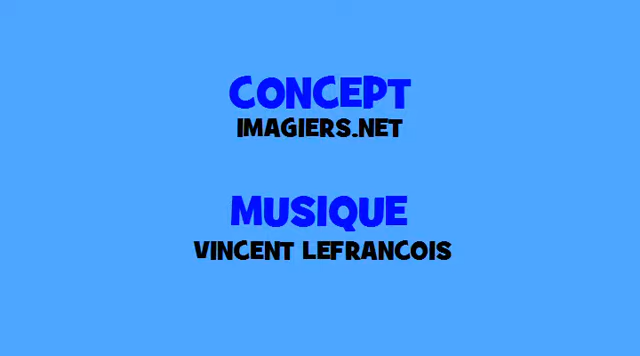 CONCEPT
IMAGIERS.NET
MUSIQUE
VINCENT LEFRANCOIS